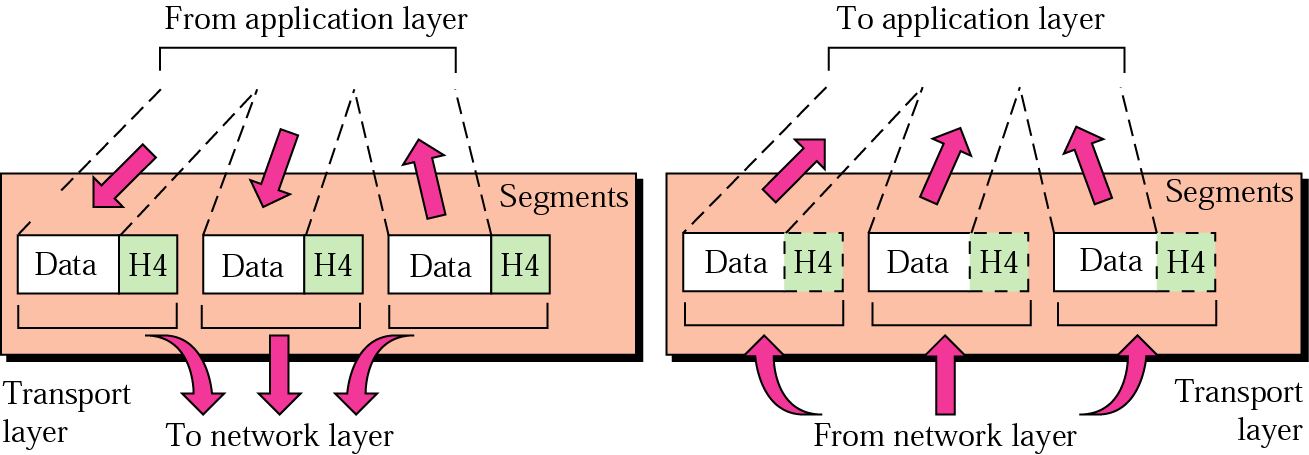 From application layer
To application layer
Segments
Segments
Data H4 Data H4 Data H4
Data H4 Data H4 Data H4
Transport
layer
To network layer
From network layer
Transport
layer